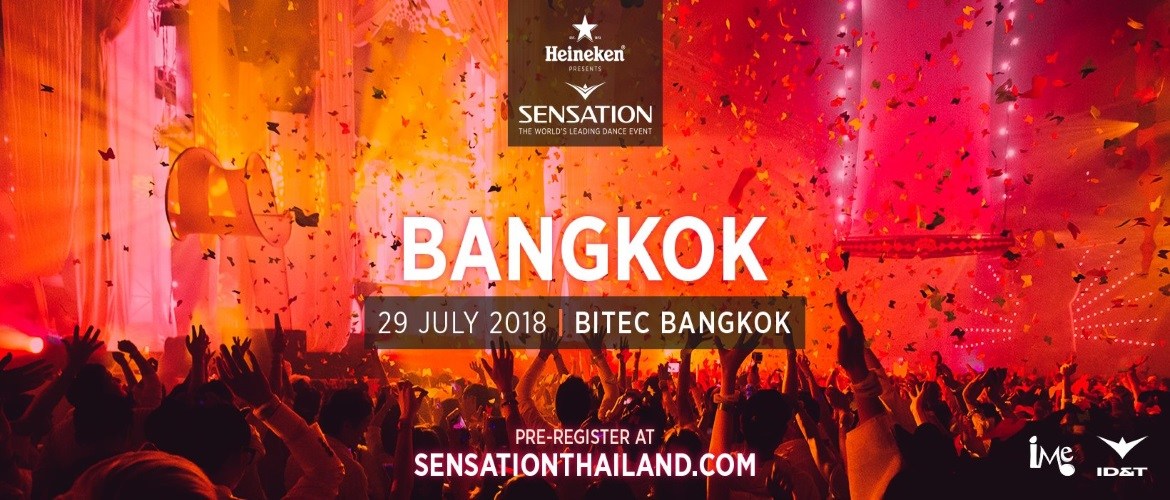 Heineken
PRESENTS
SENSATION
THE WORLD'S LEADING DANCE EVENT
BANGKOK
29 JULY 2018 | BITEC BANGKOK
PRE-REGISTER AT
SENSATIONTHAILAND.COM
iMe
ID&T